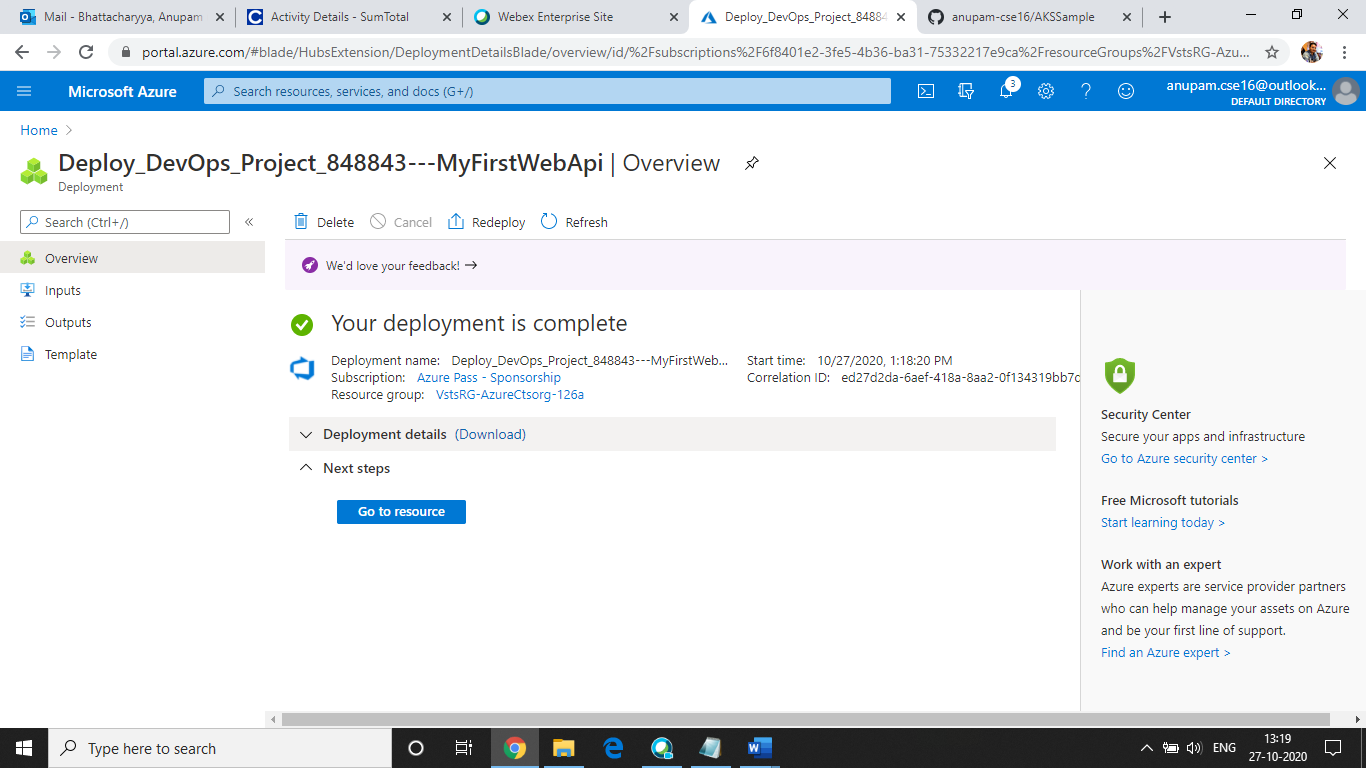 Mail - Bhattacharyya, Anupam
Activity Details - SumTotal
Webex Enterprise Site
Deploy_DevOps_Project_84884
anupam-cse16/AKSSample
portal.azure.com/#blade/HubsExtension/DeploymentDetailsBlade/overview/id/%2Fsubscriptions%2F6f8401e2-3fe5-4b36-ba31-75332217e9ca%2FresourceGroups%2FVstsRG-Azu...
Microsoft Azure
Search resources, services, and docs (G+/)
3
anupam.cse16@outlook...
DEFAULT DIRECTORY
Home >
Deploy_DevOps_Project_848843---MyFirstWebApi | Overview
Deployment
Search (Ctrl+/)
«
Delete
Cancel
Redeploy
Refresh
Overview
Inputs
Outputs
Template
We'd love your feedback! →
Your deployment is complete
Deployment name: Deploy_DevOps_Project_848843---MyFirstWeb...
Subscription: Azure Pass - Sponsorship
Resource group: VstsRG-AzureCtsorg-126a
Start time: 10/27/2020, 1:18:20 PM
Correlation ID: ed27d2da-6aef-418a-8aa2-0f134319bb7c
Deployment details (Download)
Next steps
Go to resource
Security Center
Secure your apps and infrastructure
Go to Azure security center >
Free Microsoft tutorials
Start learning today >
Work with an expert
Azure experts are service provider partners
who can help manage your assets on Azure
and be your first line of support.
Find an Azure expert >
Type here to search
ENG
13:19
27-10-2020